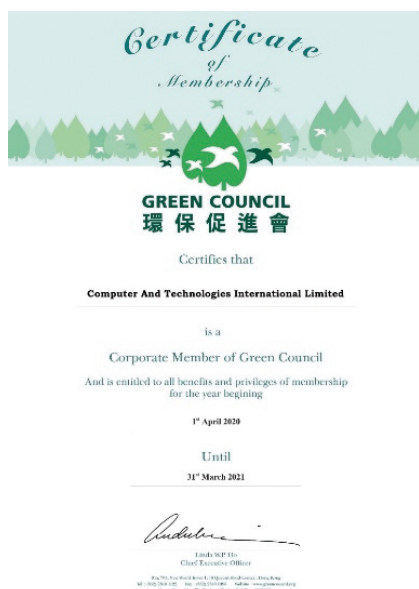 Certificate
of
Membership
GREEN COUNCIL
環保促進會
Certifies that
Computer And Technologies International Limited
is a
Corporate Member of Green Council
And is entitled to all benefits and privileges of membership
for the year begining
1st April 2020
Until
31st March 2021
Linda W.P. Ho
Chief Executive Officer